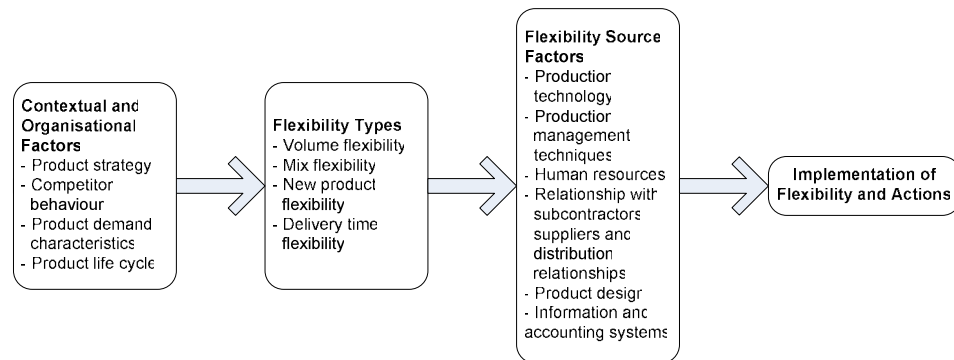 Contextual and
Organisational
Factors
- Product strategy
- Competitor
behaviour
- Product demand
characteristics
- Product life cycle
Flexibility Types
- Volume flexibility
- Mix flexibility
- New product
flexibility
- Delivery time
flexibility
Flexibility Source
Factors
- Production
technology
- Production
management
techniques
- Human resources
- Relationship with
subcontractors
suppliers and
distribution
relationships
- Product design
- Information and
accounting systems
Implementation of
Flexibility and Actions